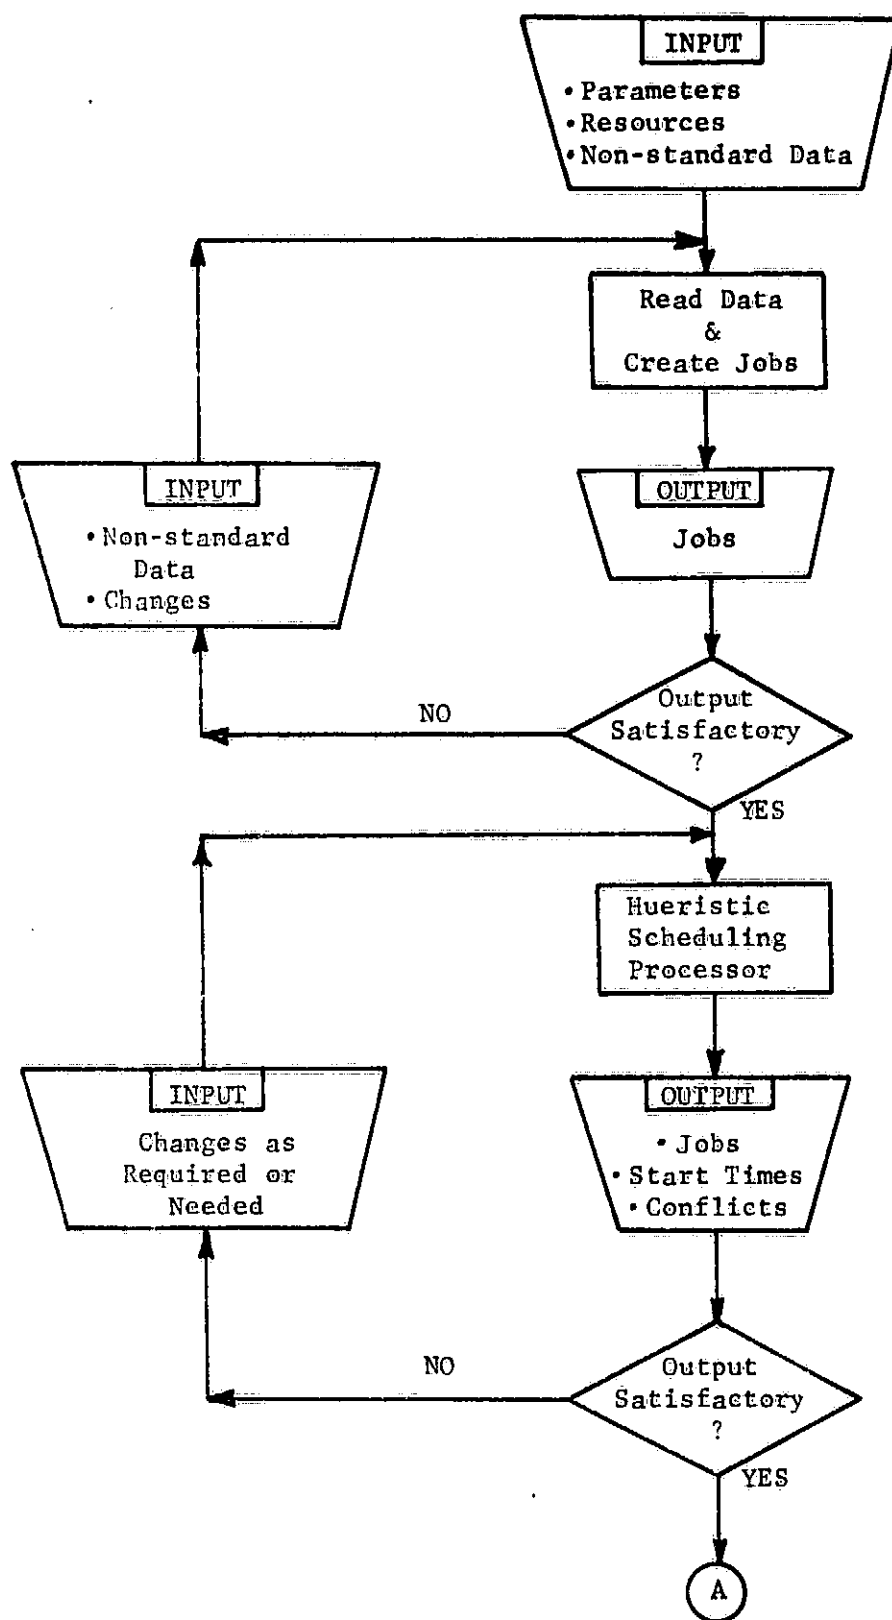 INPUT
• Parameters
• Resources
• Non-standard Data
Read Data
&
Create Jobs
OUTPUT
Jobs
INPUT
• Non-standard
Data
• Changes
Output
Satisfactory
?
NO
YES
Hueristic
Scheduling
Processor
OUTPUT
• Jobs
• Start Times
• Conflicts
INPUT
Changes as
Required or
Needed
Output
Satisfactory
?
NO
YES
A